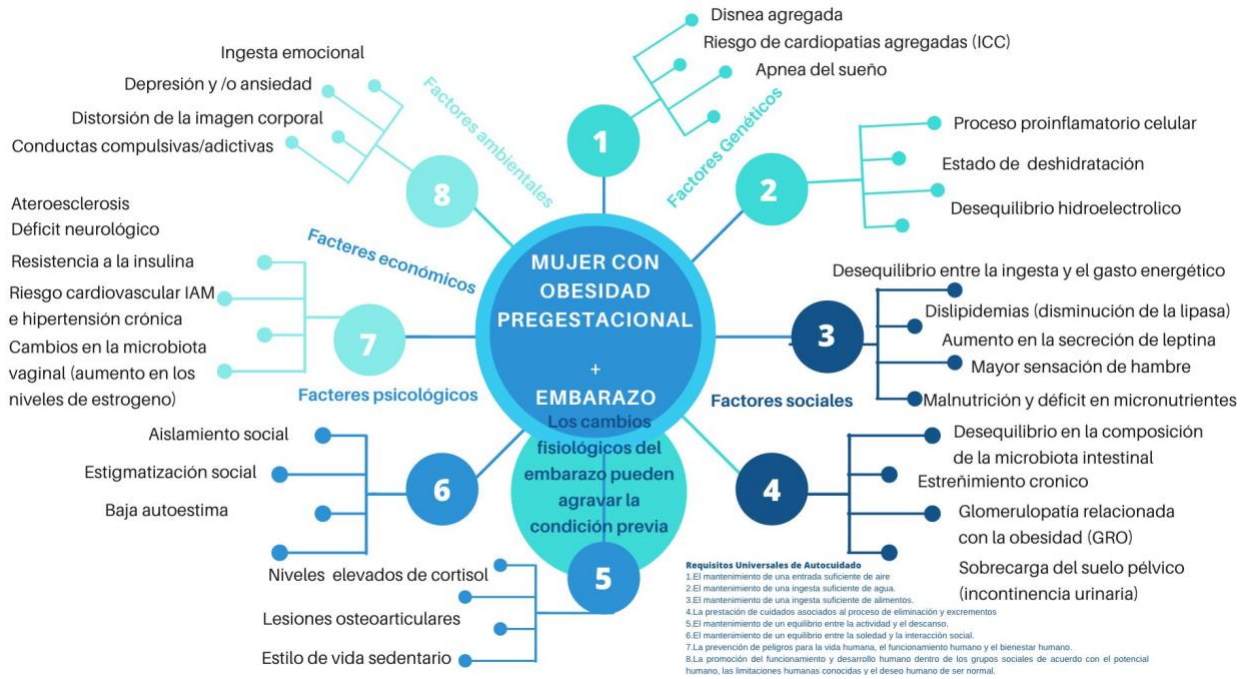 Disnea agregada
Riesgo de cardiopatias agregadas (ICC)
Apnea del sueño
1
Factores Genéticos
Proceso proinflamatorio celular
Estado de deshidratación
Desequilibrio hidroelectrolico
2
Desequilibrio entre la ingesta y el gasto energético
Dislipidemias (disminución de la lipasa)
Aumento en la secreción de leptina
Mayor sensación de hambre
Malnutrición y déficit en micronutrientes
3
Factores sociales
Desequilibrio en la composición
de la microbiota intestinal
Estreñimiento cronico
Glomerulopatía relacionada
con la obesidad (GRO)
Sobrecarga del suelo pélvico
(incontinencia urinaria)
4
Niveles elevados de cortisol
Lesiones osteoarticulares
Estilo de vida sedentario
5
Aislamiento social
Estigmatización social
Baja autoestima
6
Facteres psicológicos
Ateroesclerosis
Déficit neurológico
Resistencia a la insulina
Riesgo cardiovascular IAM
e hipertensión crónica
Cambios en la microbiota
vaginal (aumento en los
niveles de estrogeno)
7
Facteres económicos
Ingesta emocional
Depresión y /o ansiedad
Distorsión de la imagen corporal
Conductas compulsivas/adictivas
8
Factores ambientales
MUJER CON
OBESIDAD
PREGESTACIONAL
+
EMBARAZO
Los cambios
fisiológicos del
embarazo pueden
agravar la
condición previa
Requisitos Universales de Autocuidado
1.El mantenimiento de una entrada suficiente de aire
2.El mantenimiento de una ingesta suficiente de agua.
3.El mantenimiento de una ingesta suficiente de alimentos.
4.La prestación de cuidados asociados al proceso de eliminación y excrementos
5.El mantenimiento de un equilibrio entre la actividad y el descanso.
6.El mantenimiento de un equilibrio entre la soledad y la interacción social.
7.La prevención de peligros para la vida humana, el funcionamiento humano y el bienestar humano.
8.La promoción del funcionamiento y desarrollo humano dentro de los grupos sociales de acuerdo con el potencial
humano, las limitaciones humanas conocidas y el deseo humano de ser normal.